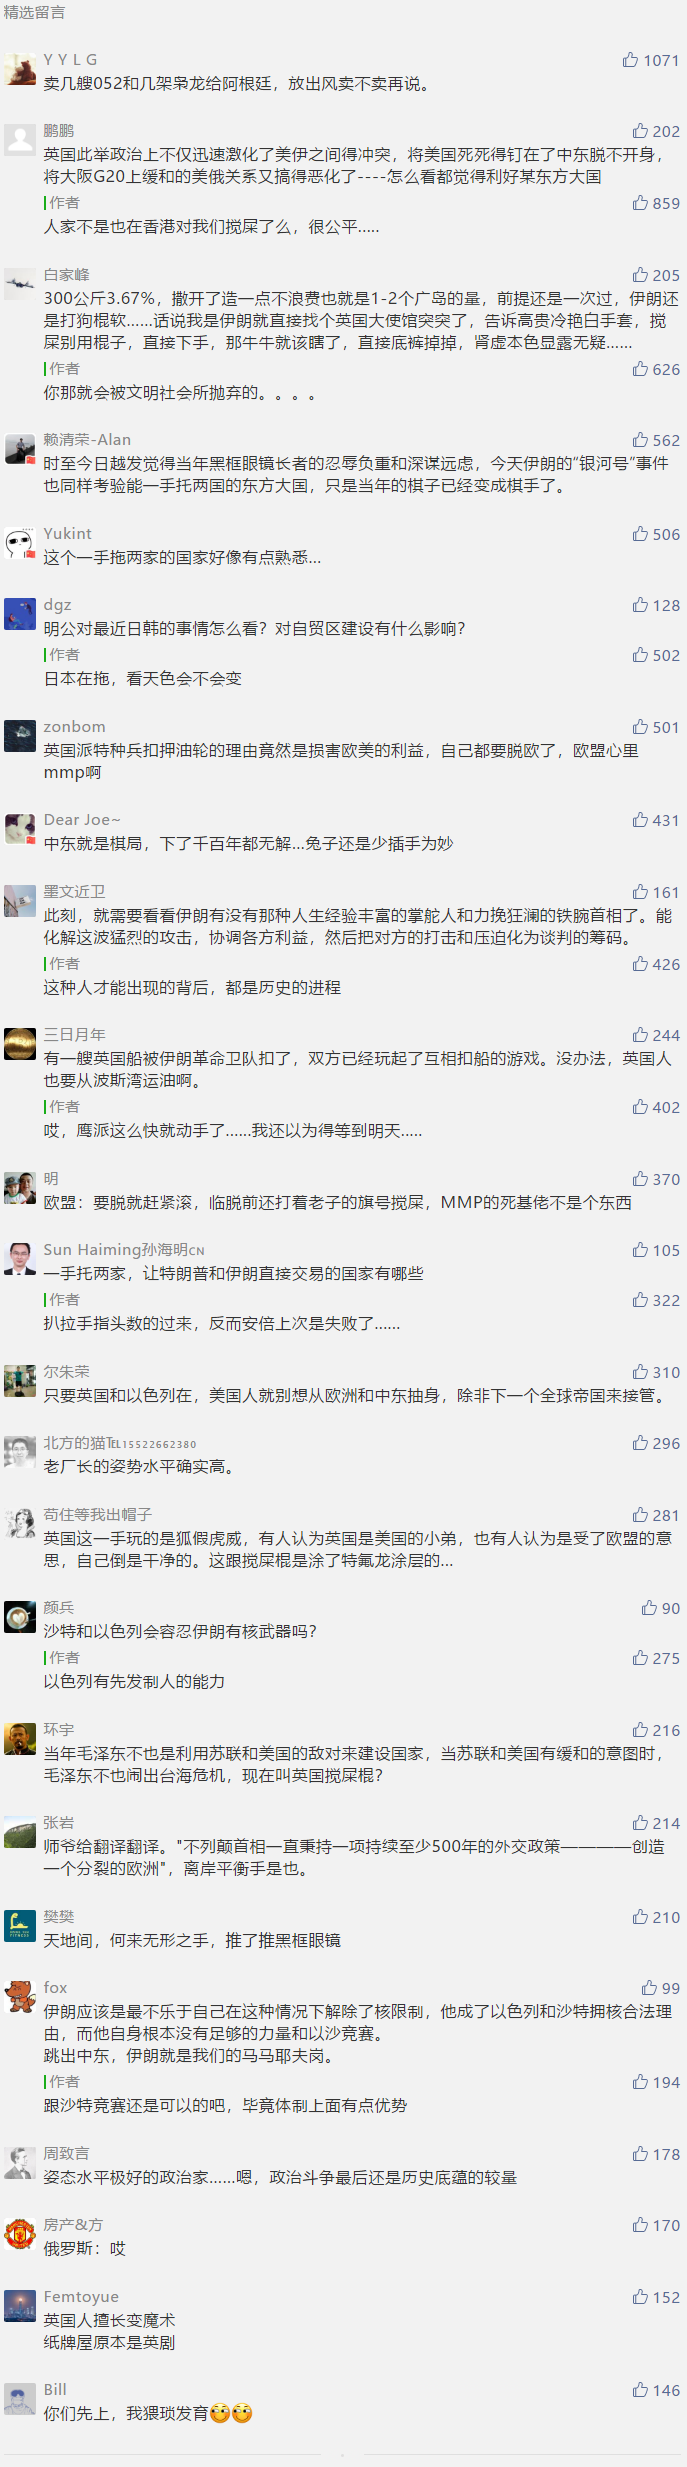 精选留言
Y Y L G
1071
卖几艘052和几架枭龙给阿根廷，放出风卖不卖再说。
鹏鹏
202
英国此举政治上不仅迅速激化了美伊之间得冲突，将美国死死得钉在了中东脱不开身，
将大阪G20上缓和的美俄关系又搞得恶化了----怎么看都觉得利好某东方大国
作者
859
人家不是也在香港对我们搅屎了么，很公平.....
白家峰
205
300公斤3.67%，撒开了造一点不浪费也就是1-2个广岛的量，前提还是一次过，伊朗还
是打狗棍软......话说我是伊朗就直接找个英国大使馆突突了，告诉高贵冷艳白手套，搅
屎别用棍子，直接下手，那牛牛就该瞎了，直接底裤掉掉，肾虚本色显露无疑......
作者
626
你那就会被文明社会所抛弃的。。。。
赖清荣-Alan
562
时至今日越发觉得当年黑框眼镜长者的忍辱负重和深谋远虑，今天伊朗的“银河号”事件
也同样考验能一手托两国的东方大国，只是当年的棋子已经变成棋手了。
Yukint
506
这个一手拖两家的国家好像有点熟悉...
dgz
128
明公对最近日韩的事情怎么看？对自贸区建设有什么影响？
作者
502
日本在拖，看天色会不会变
zonbom
501
英国派特种兵扣押油轮的理由竟然是损害欧美的利益，自己都要脱欧了，欧盟心里
mmp啊
Dear Joe~
431
中东就是棋局，下了千百年都无解...兔子还是少插手为妙
墨文近卫
161
此刻，就需要看看伊朗有没有那种人生经验丰富的掌舵人和力挽狂澜的铁腕首相了。能
化解这波猛烈的攻击，协调各方利益，然后把对方的打击和压迫化为谈判的筹码。
作者
426
这种人才能出现的背后，都是历史的进程
三日月年
244
有一艘英国船被伊朗革命卫队扣了，双方已经玩起了互相扣船的游戏。没办法，英国人
也要从波斯湾运油啊。
作者
402
哎，鹰派这么快就动手了......我还以为得等到明天.....
明
370
欧盟：要脱就赶紧滚，临脱前还打着老子的旗号搅屎，MMP的死基佬不是个东西
Sun Haiming孙海明ᴄɴ
105
一手托两家，让特朗普和伊朗直接交易的国家有哪些
作者
322
扒拉手指头数的过来，反而安倍上次是失败了......
尔朱荣
310
只要英国和以色列在，美国人就别想从欧洲和中东抽身，除非下一个全球帝国来接管。
北方的猫℡15522662380
296
老厂长的姿势水平确实高。
苟住等我出帽子
281
英国这一手玩的是狐假虎威，有人认为英国是美国的小弟，也有人认为是受了欧盟的意
思，自己倒是干净的。这跟搅屎棍是涂了特氟龙涂层的...
颜兵
90
沙特和以色列会容忍伊朗有核武器吗？
作者
275
以色列有先发制人的能力
环宇
216
当年毛泽东不也是利用苏联和美国的敌对来建设国家，当苏联和美国有缓和的意图时，
毛泽东不也闹出台海危机，现在叫英国搅屎棍？
张岩
214
师爷给翻译翻译。"不列颠首相一直秉持一项持续至少500年的外交政策————创造
一个分裂的欧洲"，离岸平衡手是也。
樊樊
210
天地间，何来无形之手，推了推黑框眼镜
fox
99
伊朗应该是最不乐于自己在这种情况下解除了核限制，他成了以色列和沙特拥核合法理
由，而他自身根本没有足够的力量和以沙竞赛。
跳出中东，伊朗就是我们的马马耶夫岗。
作者
194
跟沙特竞赛还是可以的吧，毕竟体制上面有点优势
周致言
178
姿态水平极好的政治家......嗯，政治斗争最后还是历史底蕴的较量
房产&方
170
俄罗斯：哎
Femtoyue
152
英国人擅长变魔术
纸牌屋原本是英剧
Bill
146
你们先上，我猥琐发育